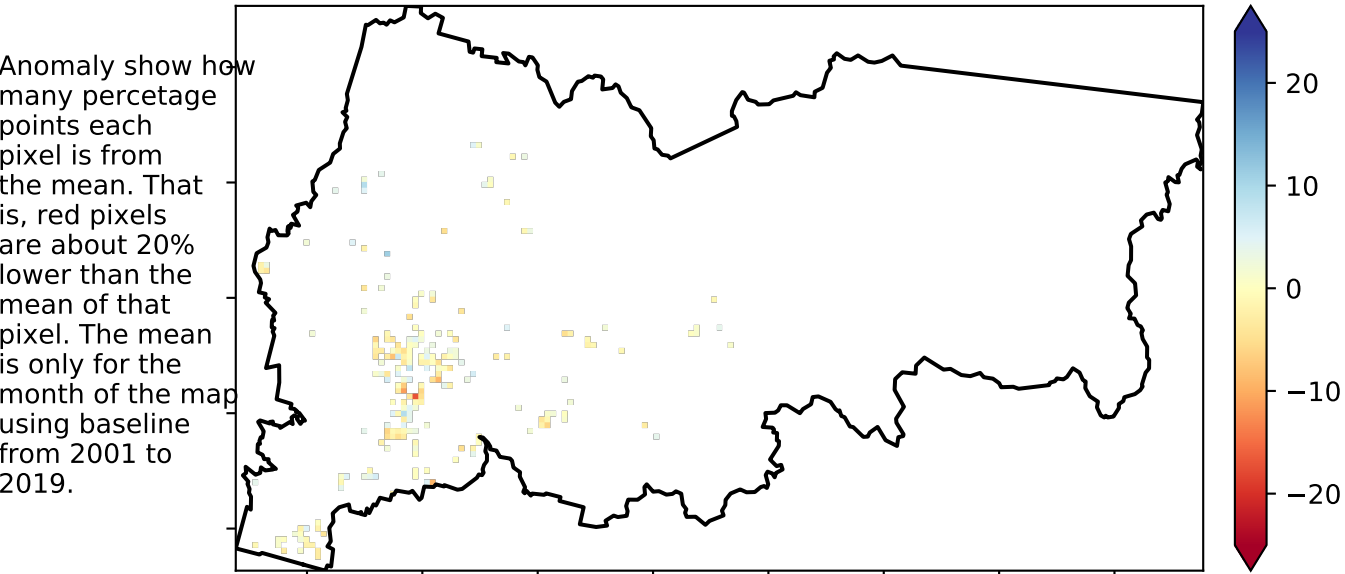 Anomaly show how
many percetage
points each
pixel is from
the mean. That
is, red pixels
are about 20%
lower than the
mean of that
pixel. The mean
is only for the
month of the map
using baseline
from 2001 to
2019.
20
10
0
−10
−20